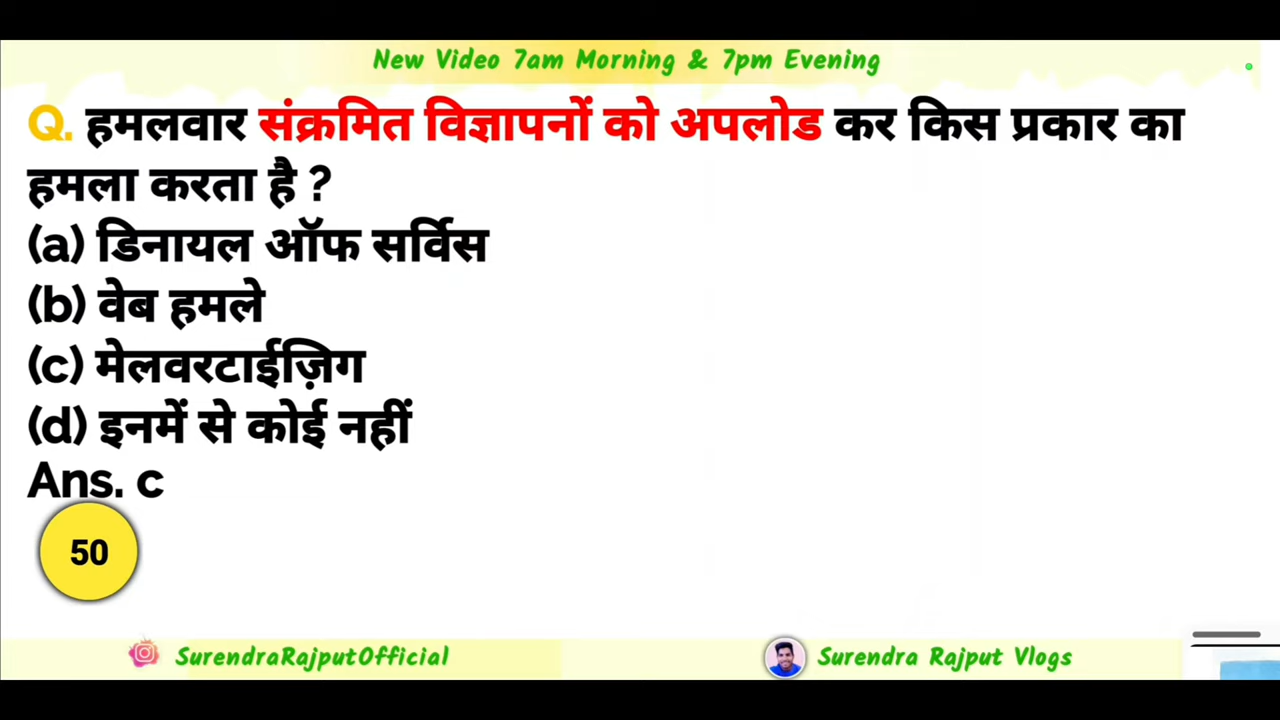 New Video 7am Morning & 7pm Evening
Q. हमलवार संक्रमित विज्ञापनों को अपलोड कर किस प्रकार का
हमला करता है ?
(a) डिनायल ऑफ सर्विस
(b) वेब हमले
(c) मेलवरटाईज़िग
(d) इनमें से कोई नहीं
Ans. c
50
SurendraRajputOfficial
Surendra Rajput Vlogs